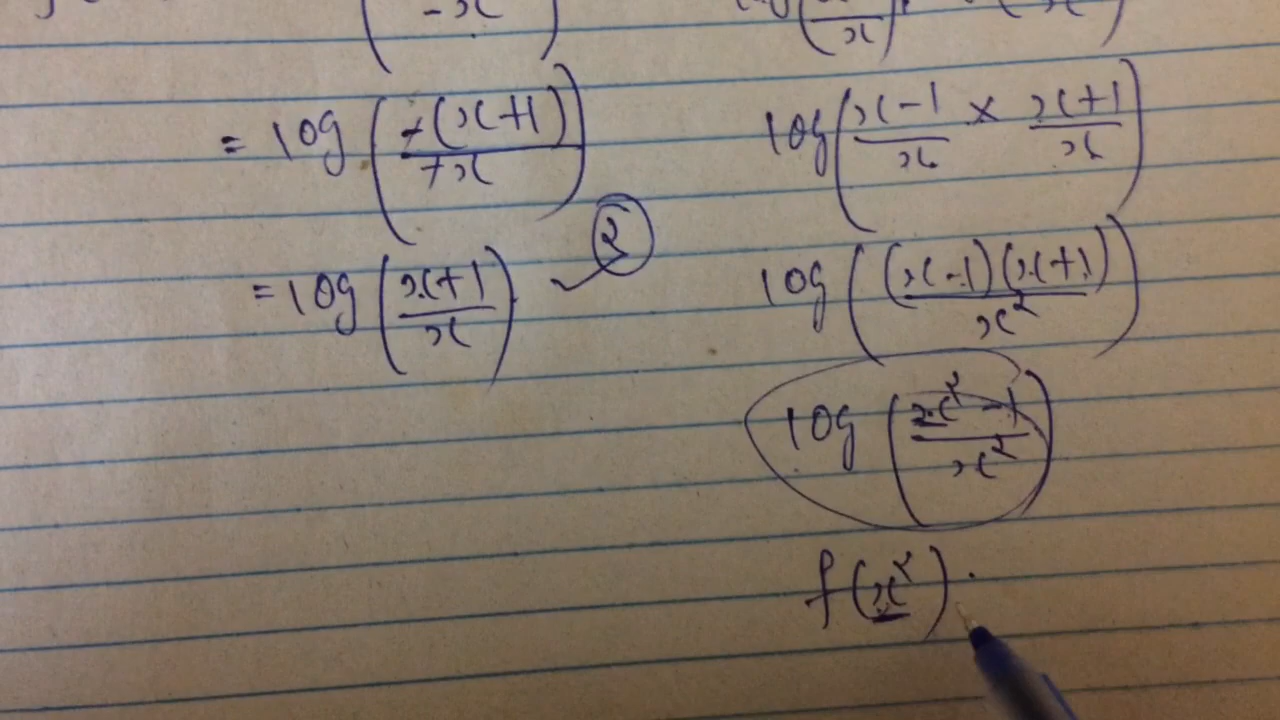 = log (-(x+1)/-x)
= log (x+1/x) 2
log (x-1/x × x+1/x)
log ((x-1)(x+1)/x²)
log (x²-1/x²)
f(x²).